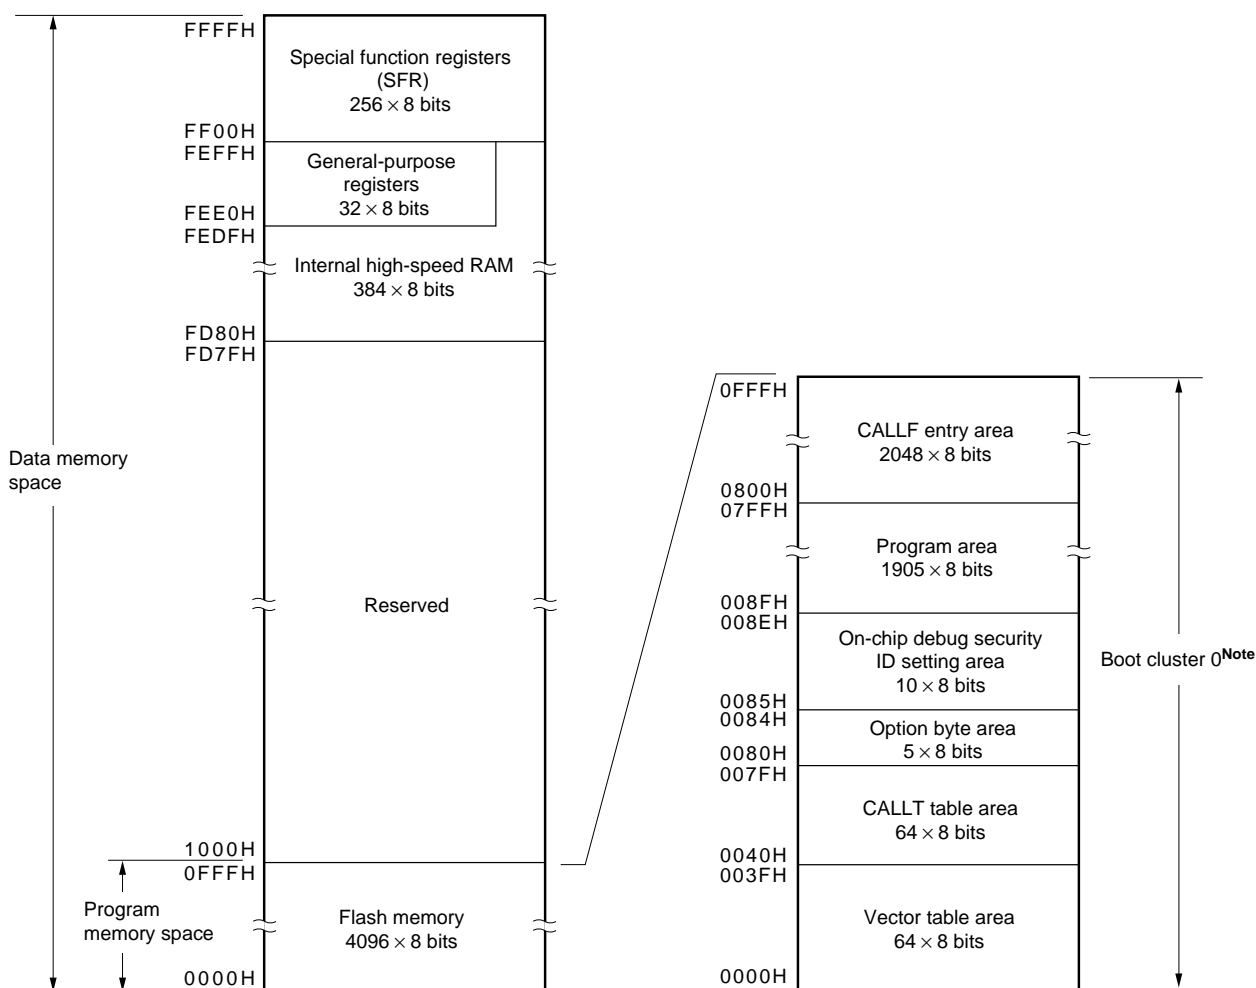 FFFFH
Special function registers
(SFR)
256 × 8 bits
FF00H
FEFFH
General-purpose
registers
32 × 8 bits
FEE0H
FEDFH
Internal high-speed RAM
384 × 8 bits
FD80H
FD7FH
Data memory
space
Reserved
1000H
0FFFH
Program
memory space
Flash memory
4096 × 8 bits
0000H
0FFFH
CALLF entry area
2048 × 8 bits
0800H
07FFH
Program area
1905 × 8 bits
008FH
008EH
On-chip debug security
ID setting area
10 × 8 bits
0085H
0084H
Option byte area
5 × 8 bits
0080H
007FH
CALLT table area
64 × 8 bits
0040H
003FH
Vector table area
64 × 8 bits
0000H
Boot cluster 0Note